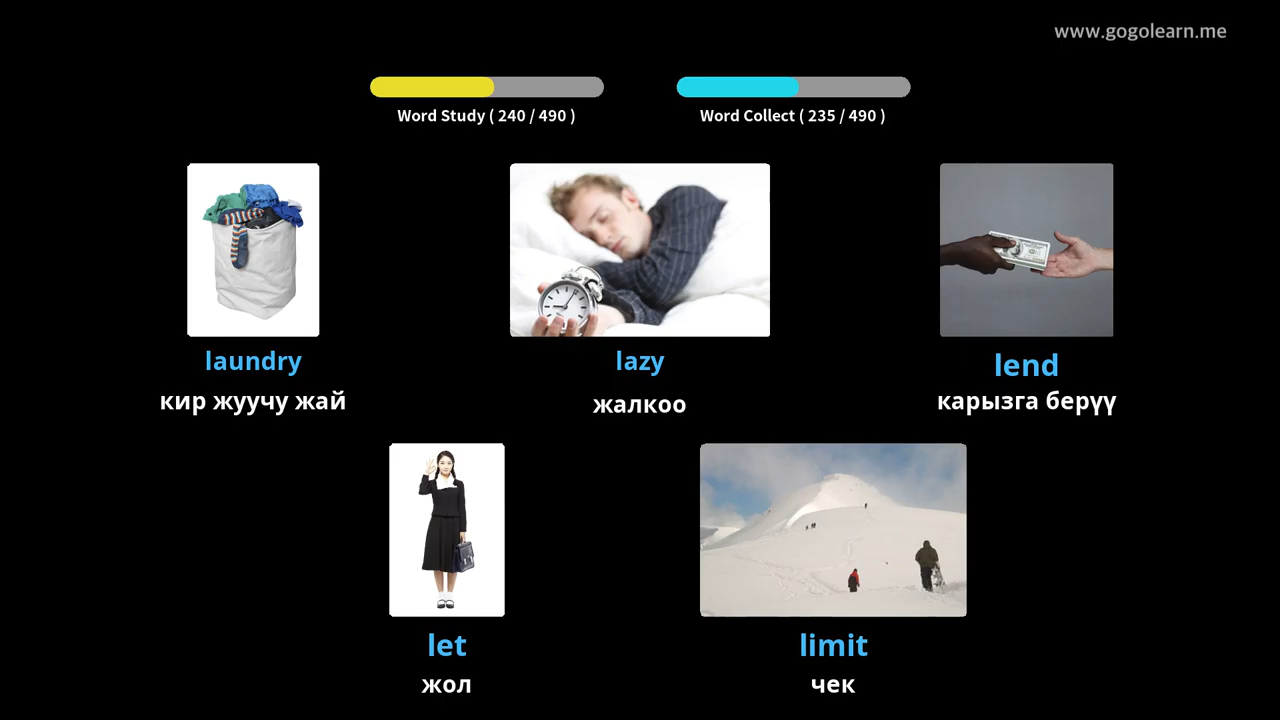 www.gogolearn.me
Word Study ( 240 / 490 )
Word Collect ( 235 / 490 )
laundry
кир жуучу жай
lazy
жалкоо
lend
карызга берүү
let
жол
limit
чек